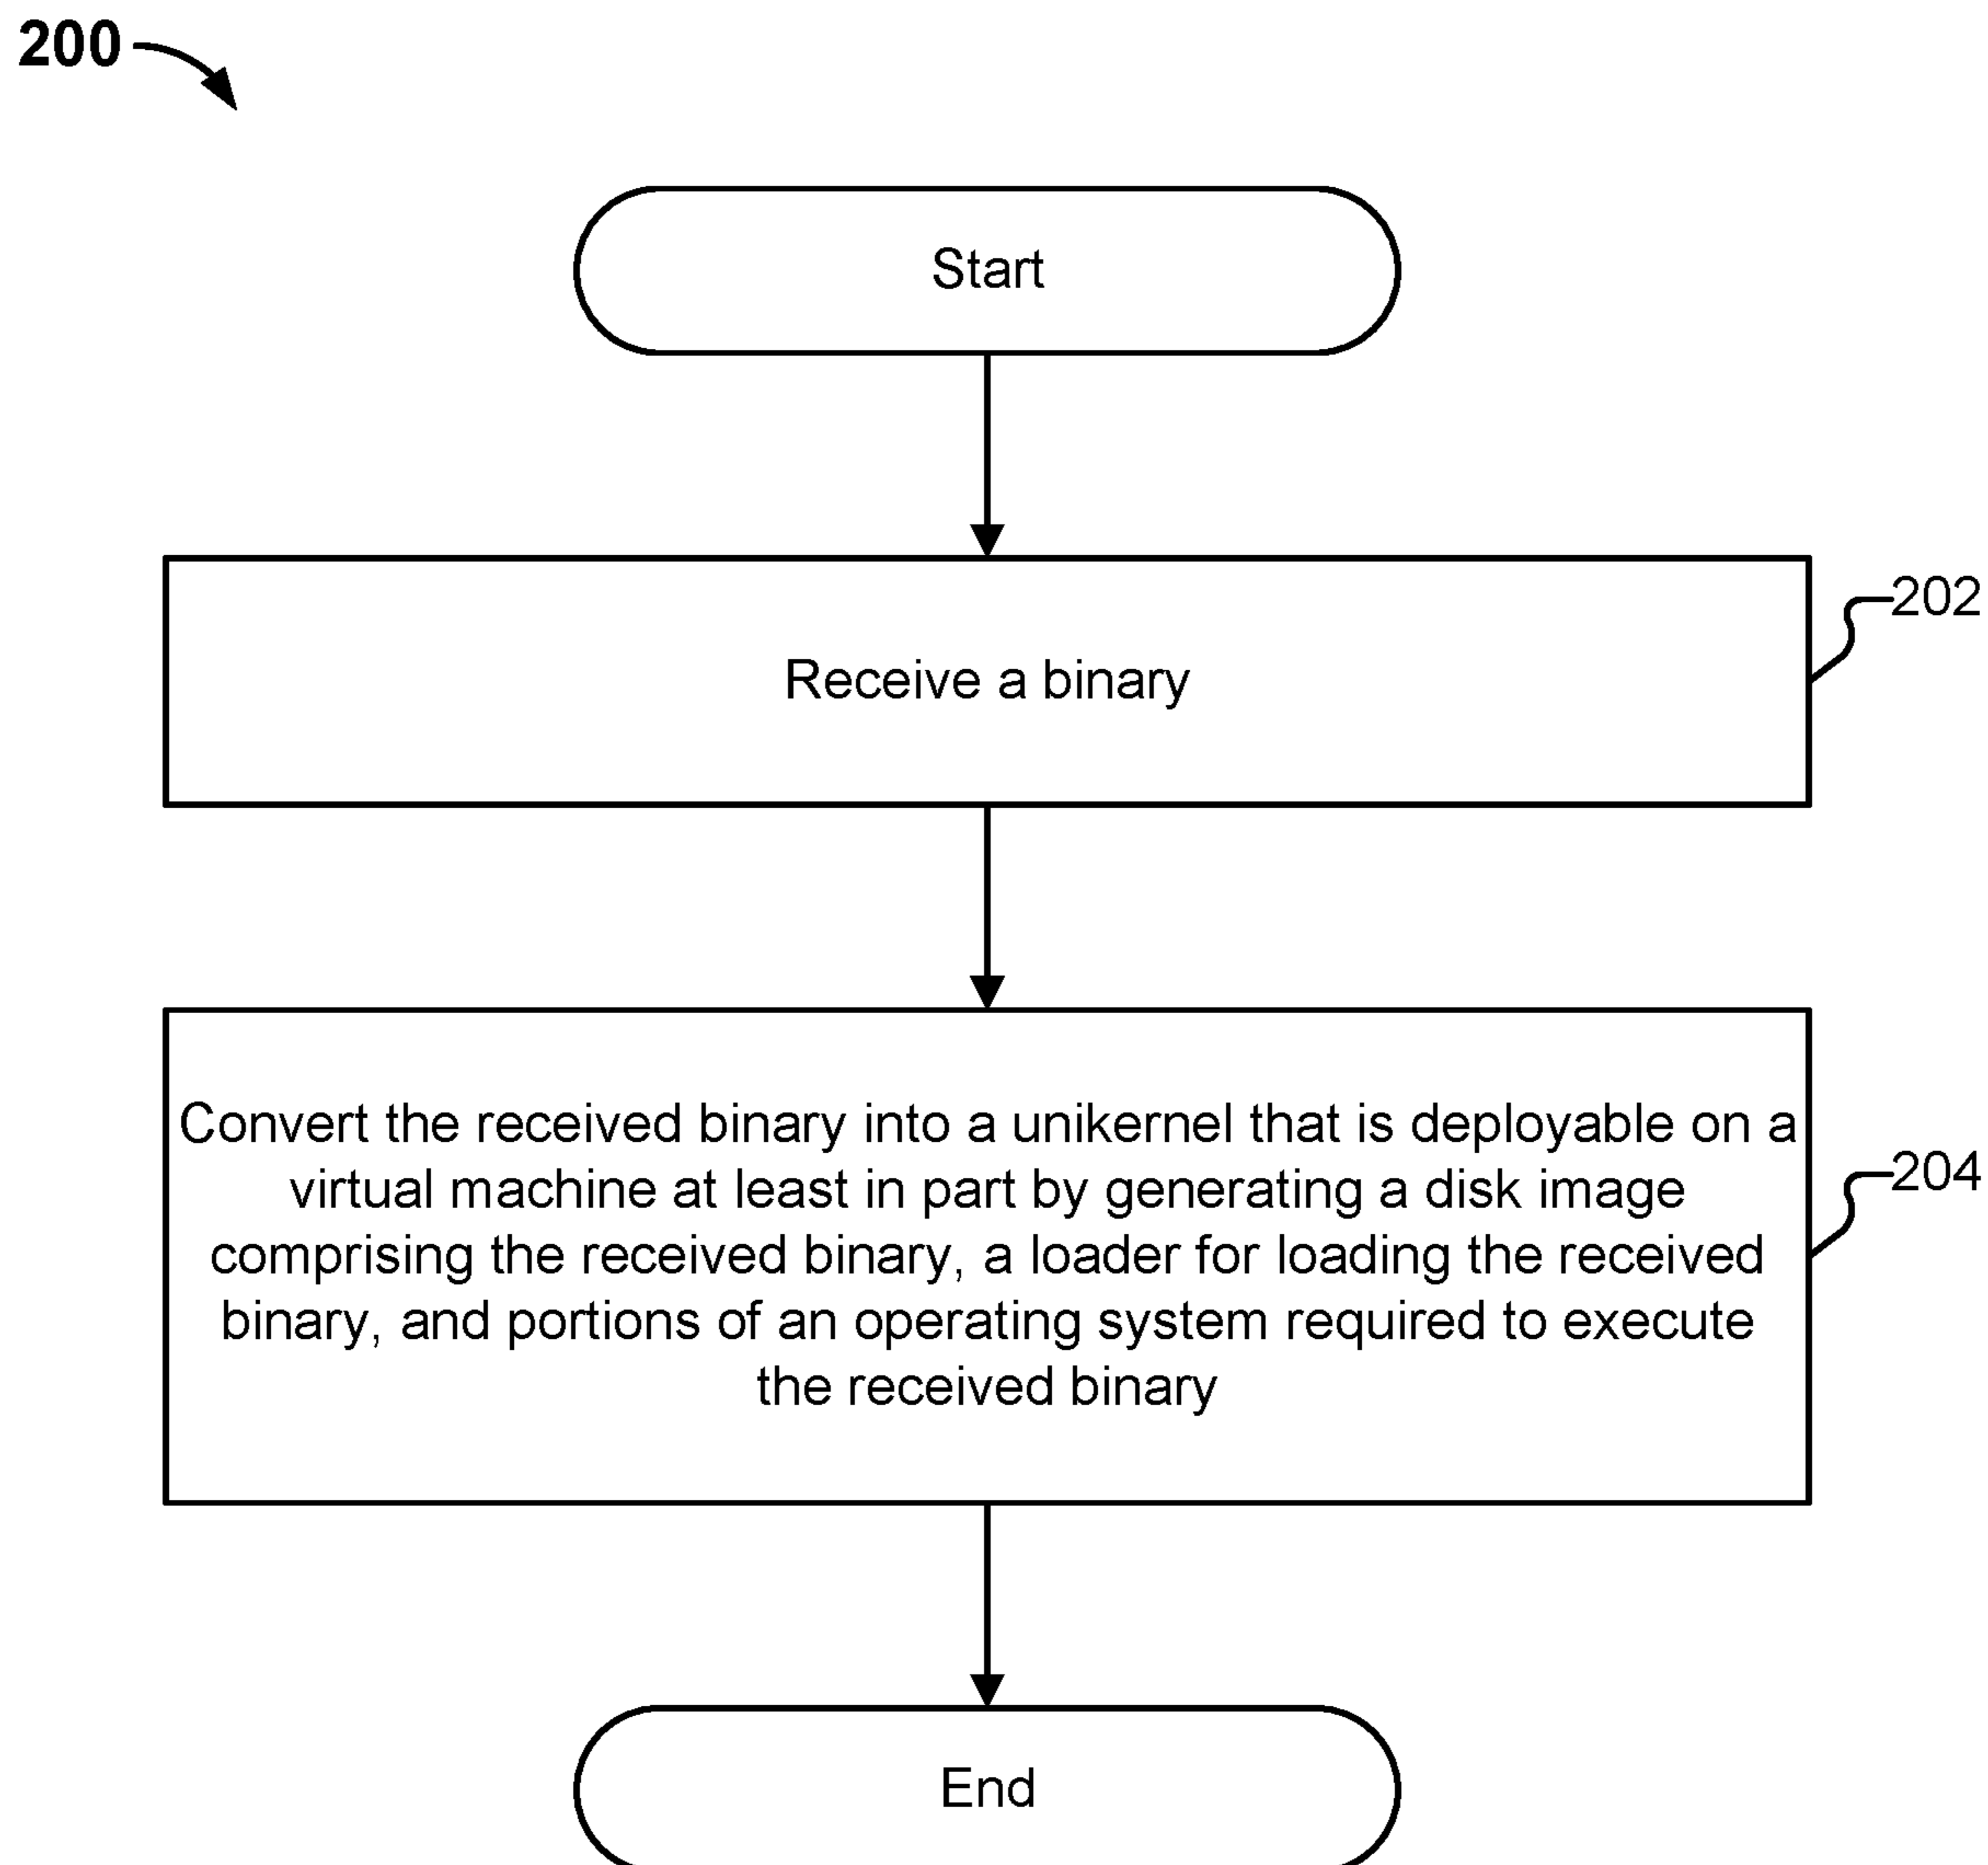 200
Start
Receive a binary
202
Convert the received binary into a unikernel that is deployable on a
virtual machine at least in part by generating a disk image
comprising the received binary, a loader for loading the received
binary, and portions of an operating system required to execute
the received binary
204
End